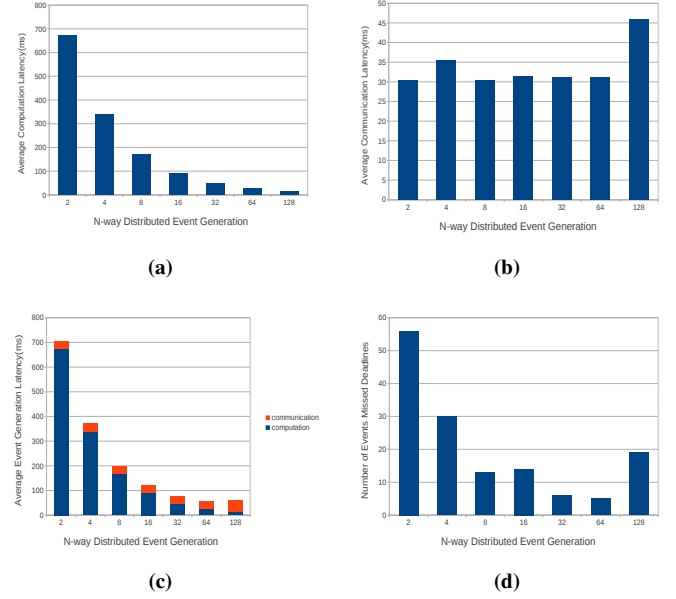 800
700
600
500
400
300
200
100
0
Average Computation Latency(ms)
2 4 8 16 32 64 128
N-way Distributed Event Generation
(a)
50
45
40
35
30
25
20
15
10
5
0
Average Communication Latency(ms)
2 4 8 16 32 64 128
N-way Distributed Event Generation
(b)
800
700
600
500
400
300
200
100
0
Average Event Generation Latency(ms)
2 4 8 16 32 64 128
N-way Distributed Event Generation
communication
computation
(c)
60
50
40
30
20
10
0
Number of Events Missed Deadlines
2 4 8 16 32 64 128
N-way Distributed Event Generation
(d)